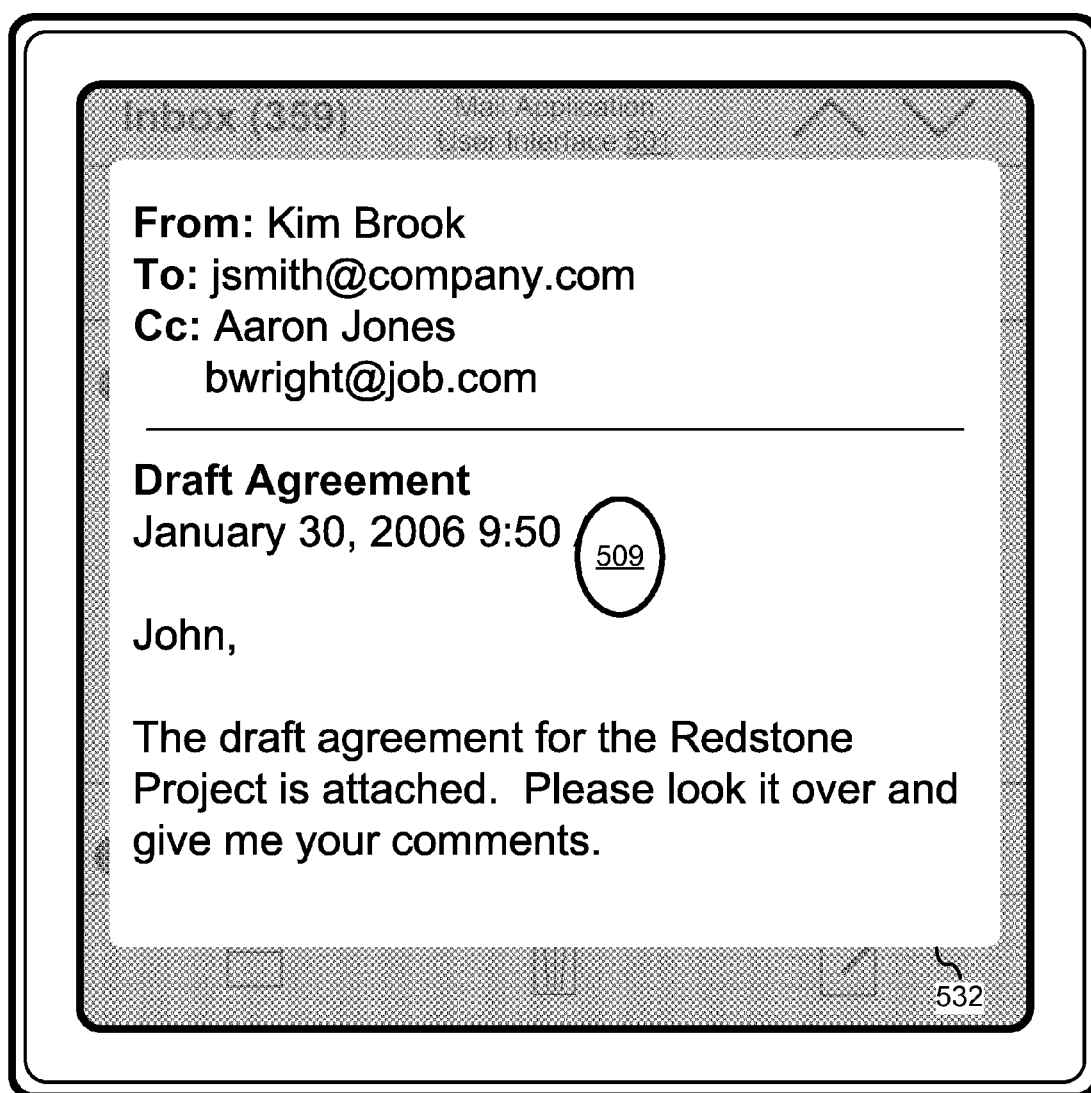 Inbox (359)
Mail Application
User Interface 501
From: Kim Brook
To: jsmith@company.com
Cc: Aaron Jones
bwright@job.com
Draft Agreement
January 30, 2006 9:50
509
John,
The draft agreement for the Redstone
Project is attached.  Please look it over and
give me your comments.
532